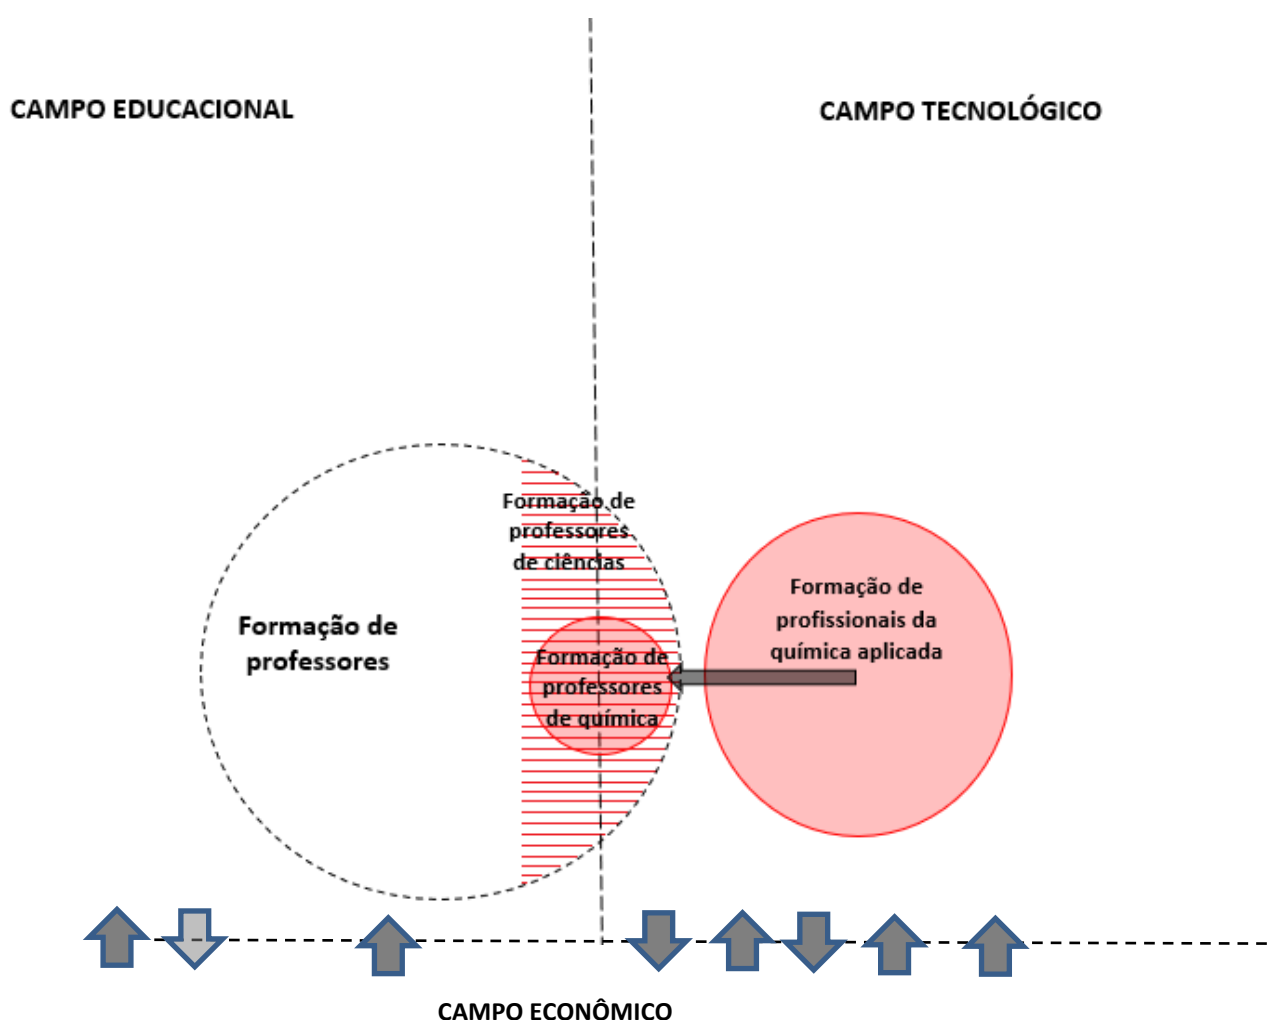 CAMPO EDUCACIONAL
CAMPO TECNOLÓGICO
Formação de
professores
de ciências
Formação de
professores
Formação de
professores
de química
Formação de
profissionais da
química aplicada
CAMPO ECONÔMICO